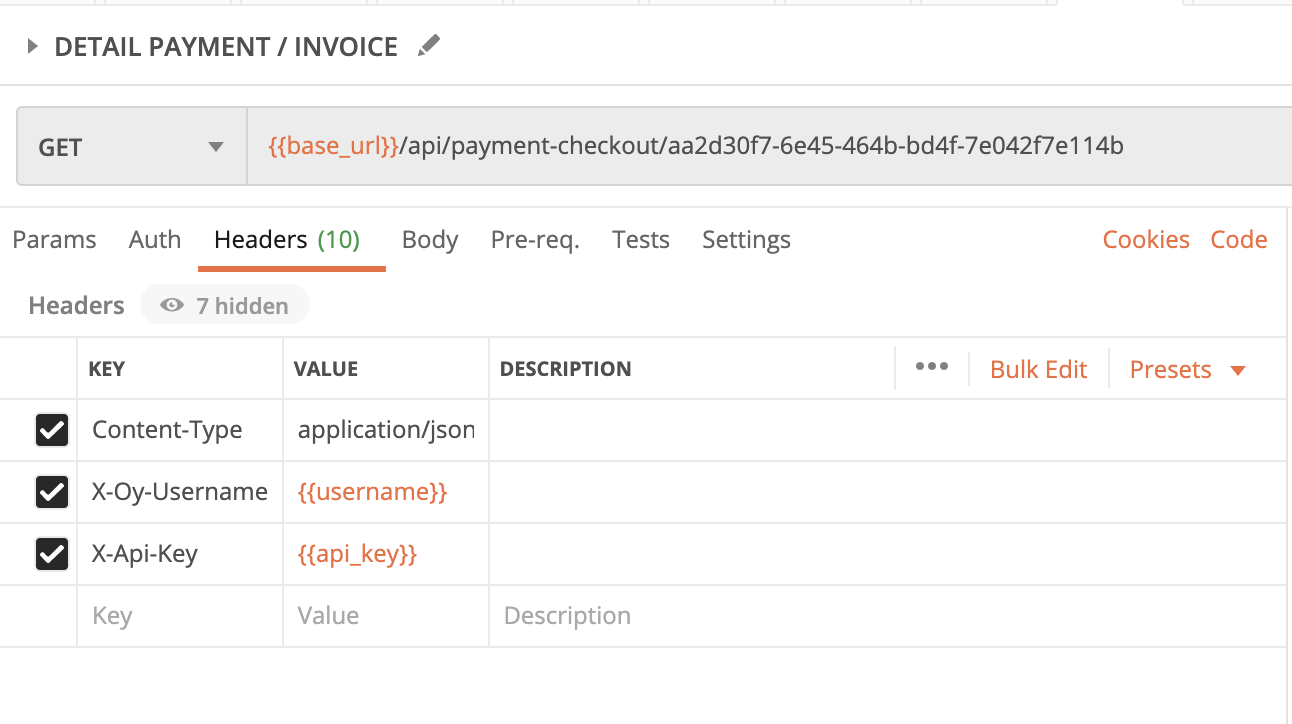 DETAIL PAYMENT / INVOICE
GET {{base_url}}/api/payment-checkout/aa2d30f7-6e45-464b-bd4f-7e042f7e114b
Params Auth Headers (10) Body Pre-req. Tests Settings Cookies Code
Headers 7 hidden
KEY VALUE DESCRIPTION ••• Bulk Edit Presets
Content-Type application/json
X-Oy-Username {{username}}
X-Api-Key {{api_key}}
Key Value Description